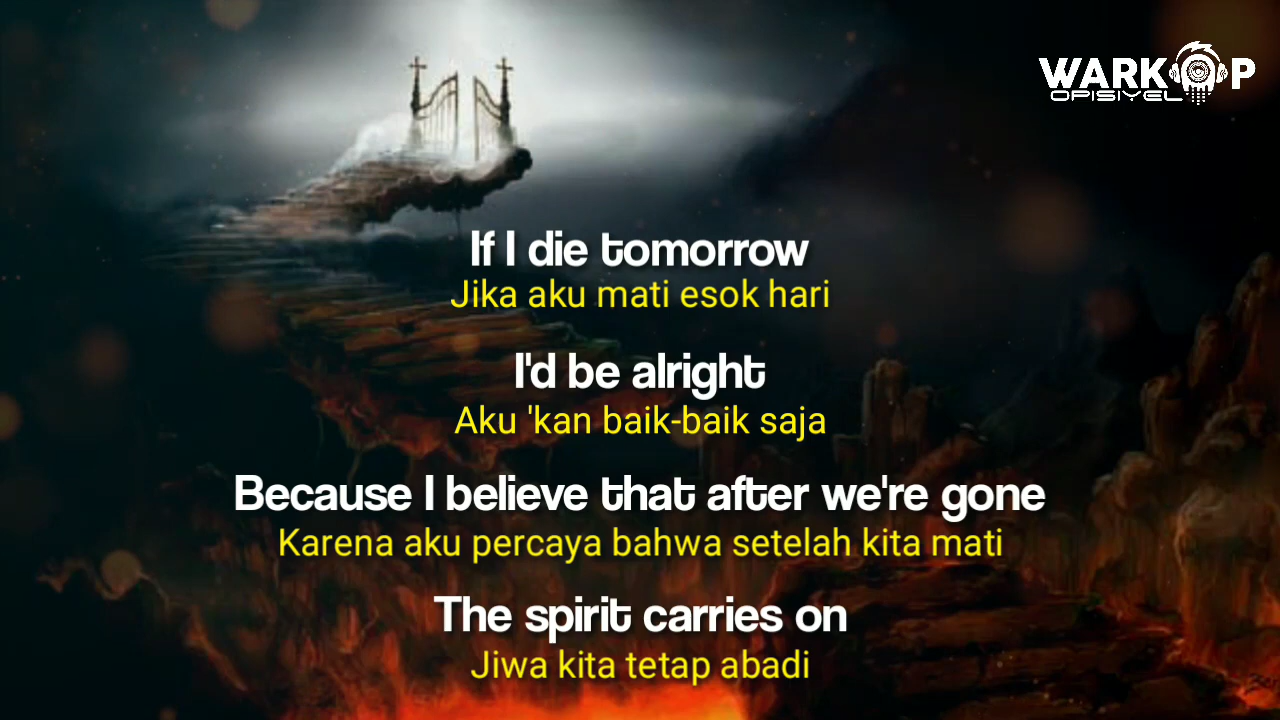 WARKOP
OPISIYEL
If I die tomorrow
Jika aku mati esok hari
I'd be alright
Aku 'kan baik-baik saja
Because I believe that after we're gone
Karena aku percaya bahwa setelah kita mati
The spirit carries on
Jiwa kita tetap abadi